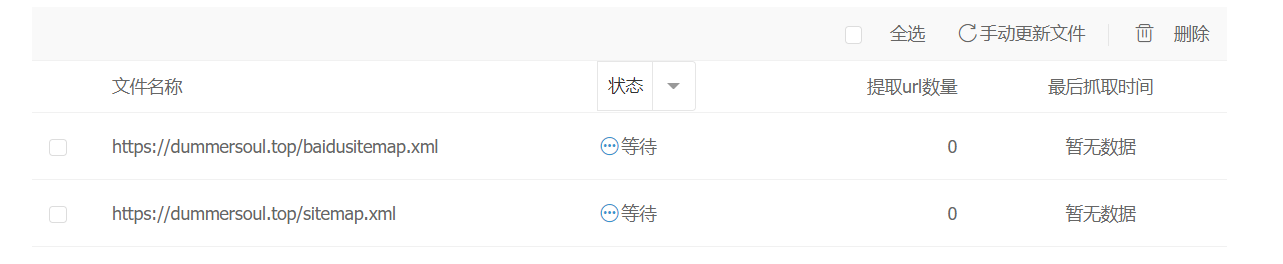 全选 手动更新文件 删除
文件名称 状态 提取url数量 最后抓取时间
https://dummersoul.top/baidusitemap.xml 等待 0 暂无数据
https://dummersoul.top/sitemap.xml 等待 0 暂无数据